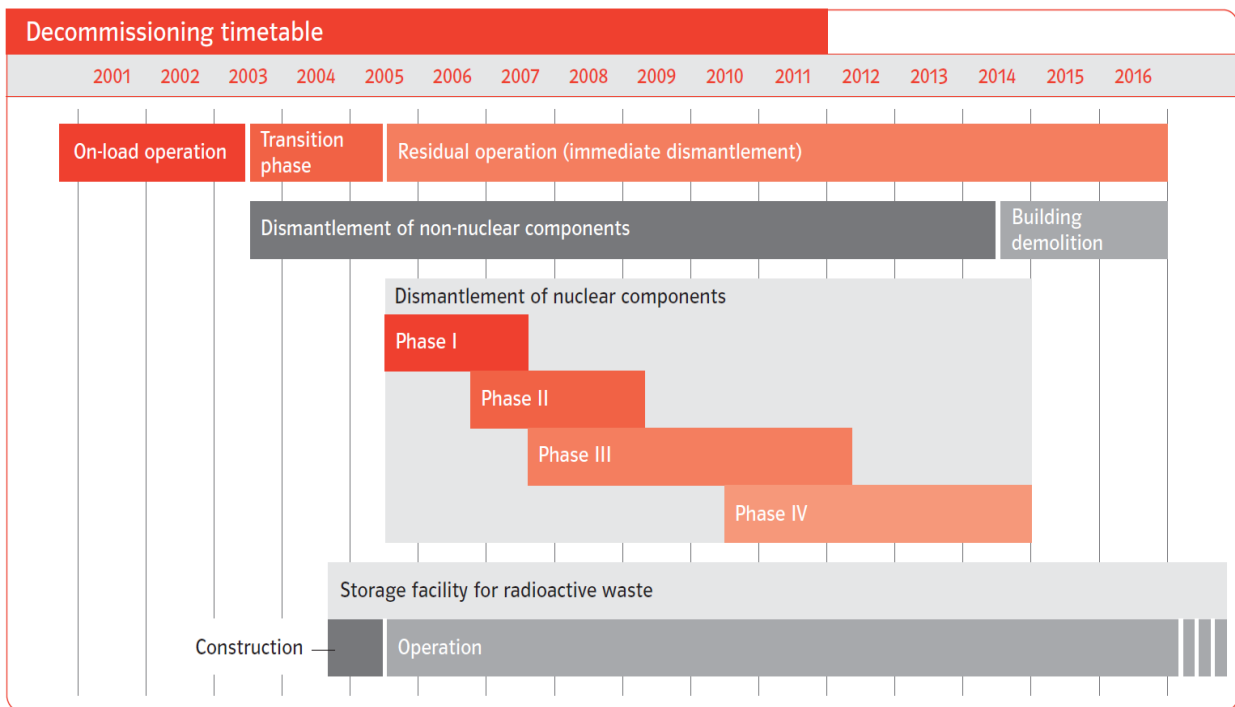 Decommissioning timetable
2001 2002 2003 2004 2005 2006 2007 2008 2009 2010 2011 2012 2013 2014 2015 2016
On-load operation
Transition
phase
Residual operation (immediate dismantlement)
Dismantlement of non-nuclear components
Building
demolition
Dismantlement of nuclear components
Phase I
Phase II
Phase III
Phase IV
Storage facility for radioactive waste
Construction
Operation